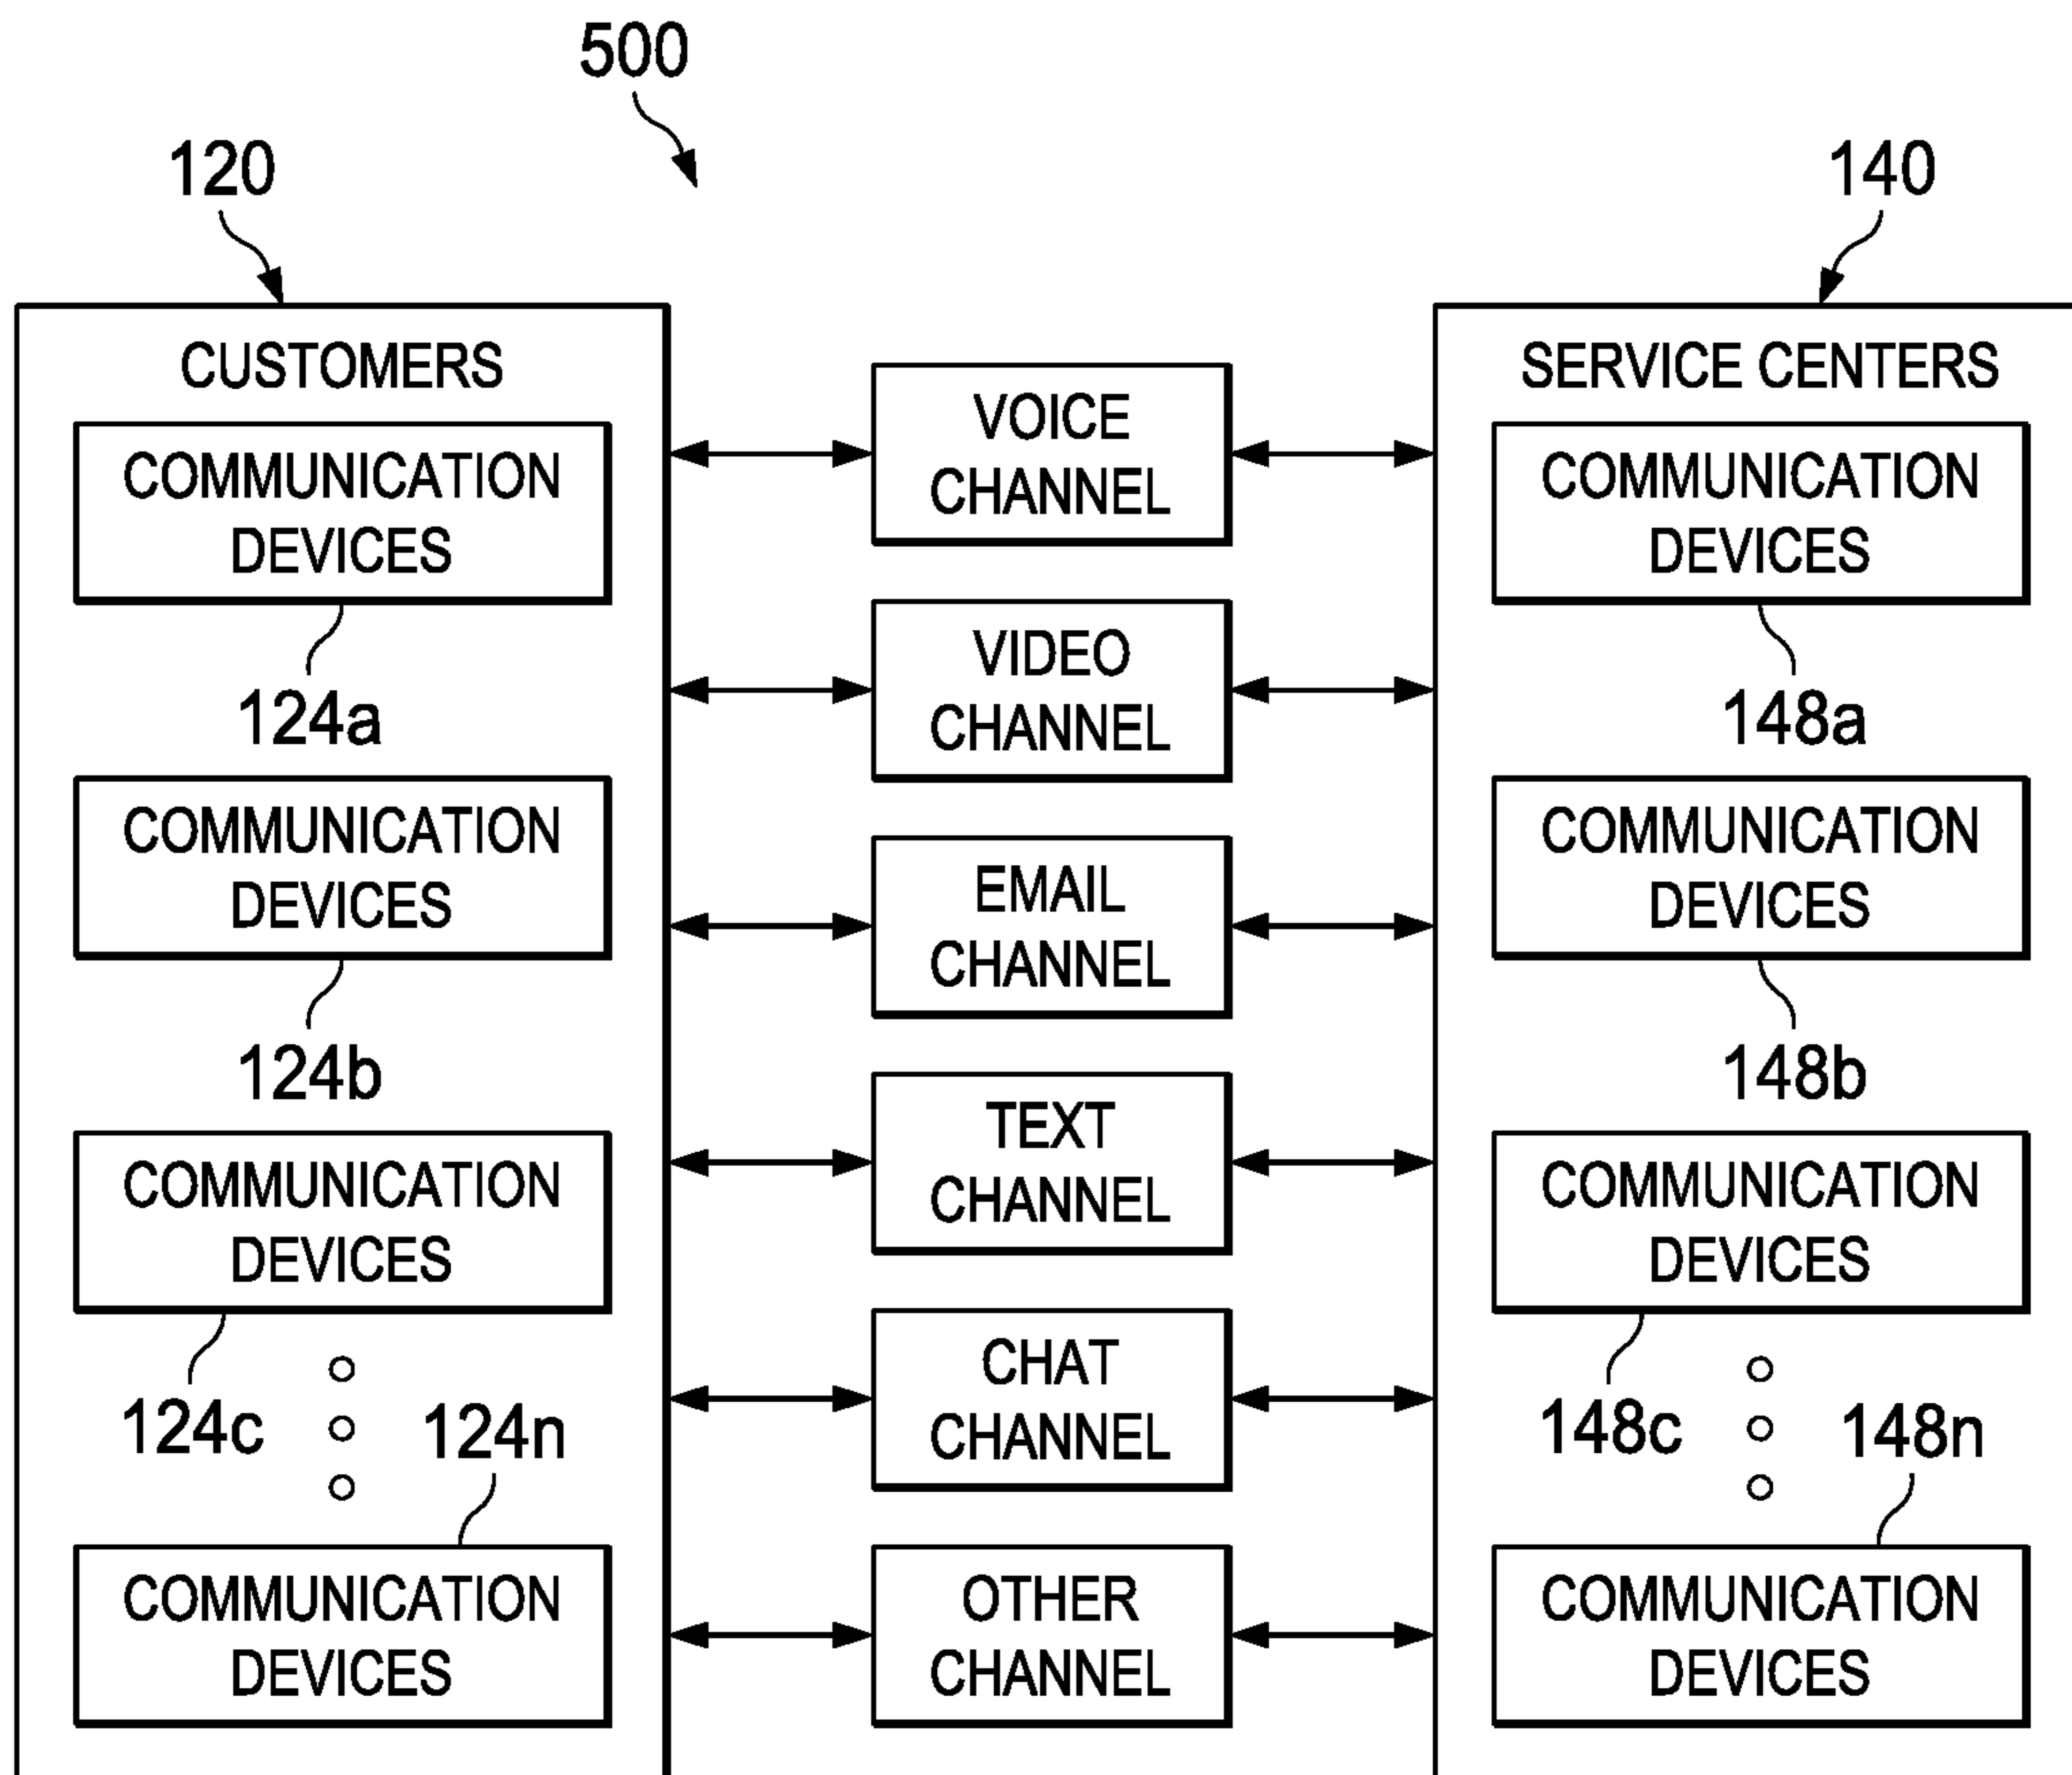 500
120
140
CUSTOMERS
COMMUNICATION
DEVICES
124a
COMMUNICATION
DEVICES
124b
COMMUNICATION
DEVICES
124c
124n
COMMUNICATION
DEVICES
VOICE
CHANNEL
VIDEO
CHANNEL
EMAIL
CHANNEL
TEXT
CHANNEL
CHAT
CHANNEL
OTHER
CHANNEL
SERVICE CENTERS
COMMUNICATION
DEVICES
148a
COMMUNICATION
DEVICES
148b
COMMUNICATION
DEVICES
148c
148n
COMMUNICATION
DEVICES